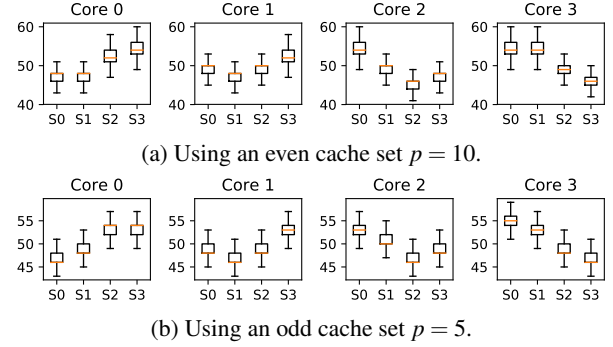 Core 0 Core 1 Core 2 Core 3
60 60 60 60
50 50 50 50
40 40 40 40
S0 S1 S2 S3 S0 S1 S2 S3 S0 S1 S2 S3 S0 S1 S2 S3
(a) Using an even cache set p = 10.
Core 0 Core 1 Core 2 Core 3
55 55 55 55
50 50 50 50
45 45 45 45
S0 S1 S2 S3 S0 S1 S2 S3 S0 S1 S2 S3 S0 S1 S2 S3
(b) Using an odd cache set p = 5.